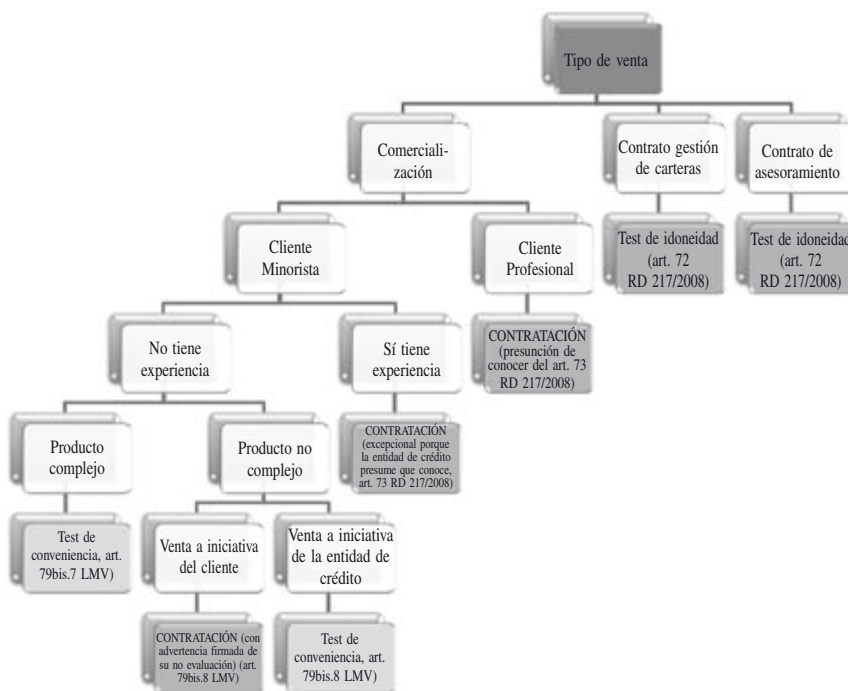 Tipo de venta
Comerciali-
zación
Contrato gestión
de carteras
Contrato de
asesoramiento
Cliente
Minorista
Cliente
Profesional
Test de idoneidad
(art. 72
RD 217/2008)
Test de idoneidad
(art. 72
RD 217/2008)
No tiene
experiencia
Sí tiene
experiencia
CONTRATACIÓN
(presunción de
conocer del art. 73
RD 217/2008)
Producto
complejo
Producto no
complejo
CONTRATACIÓN
(excepcional porque
la entidad de crédito
presume que conoce,
art. 73 RD 217/2008)
Test de
conveniencia, art.
79bis.7 LMV)
Venta a iniciativa
del cliente
Venta a iniciativa
de la entidad de
crédito
CONTRATACIÓN (con
advertencia firmada de
su no evaluación) (art.
79bis.8 LMV)
Test de
conveniencia, art.
79bis.8 LMV)